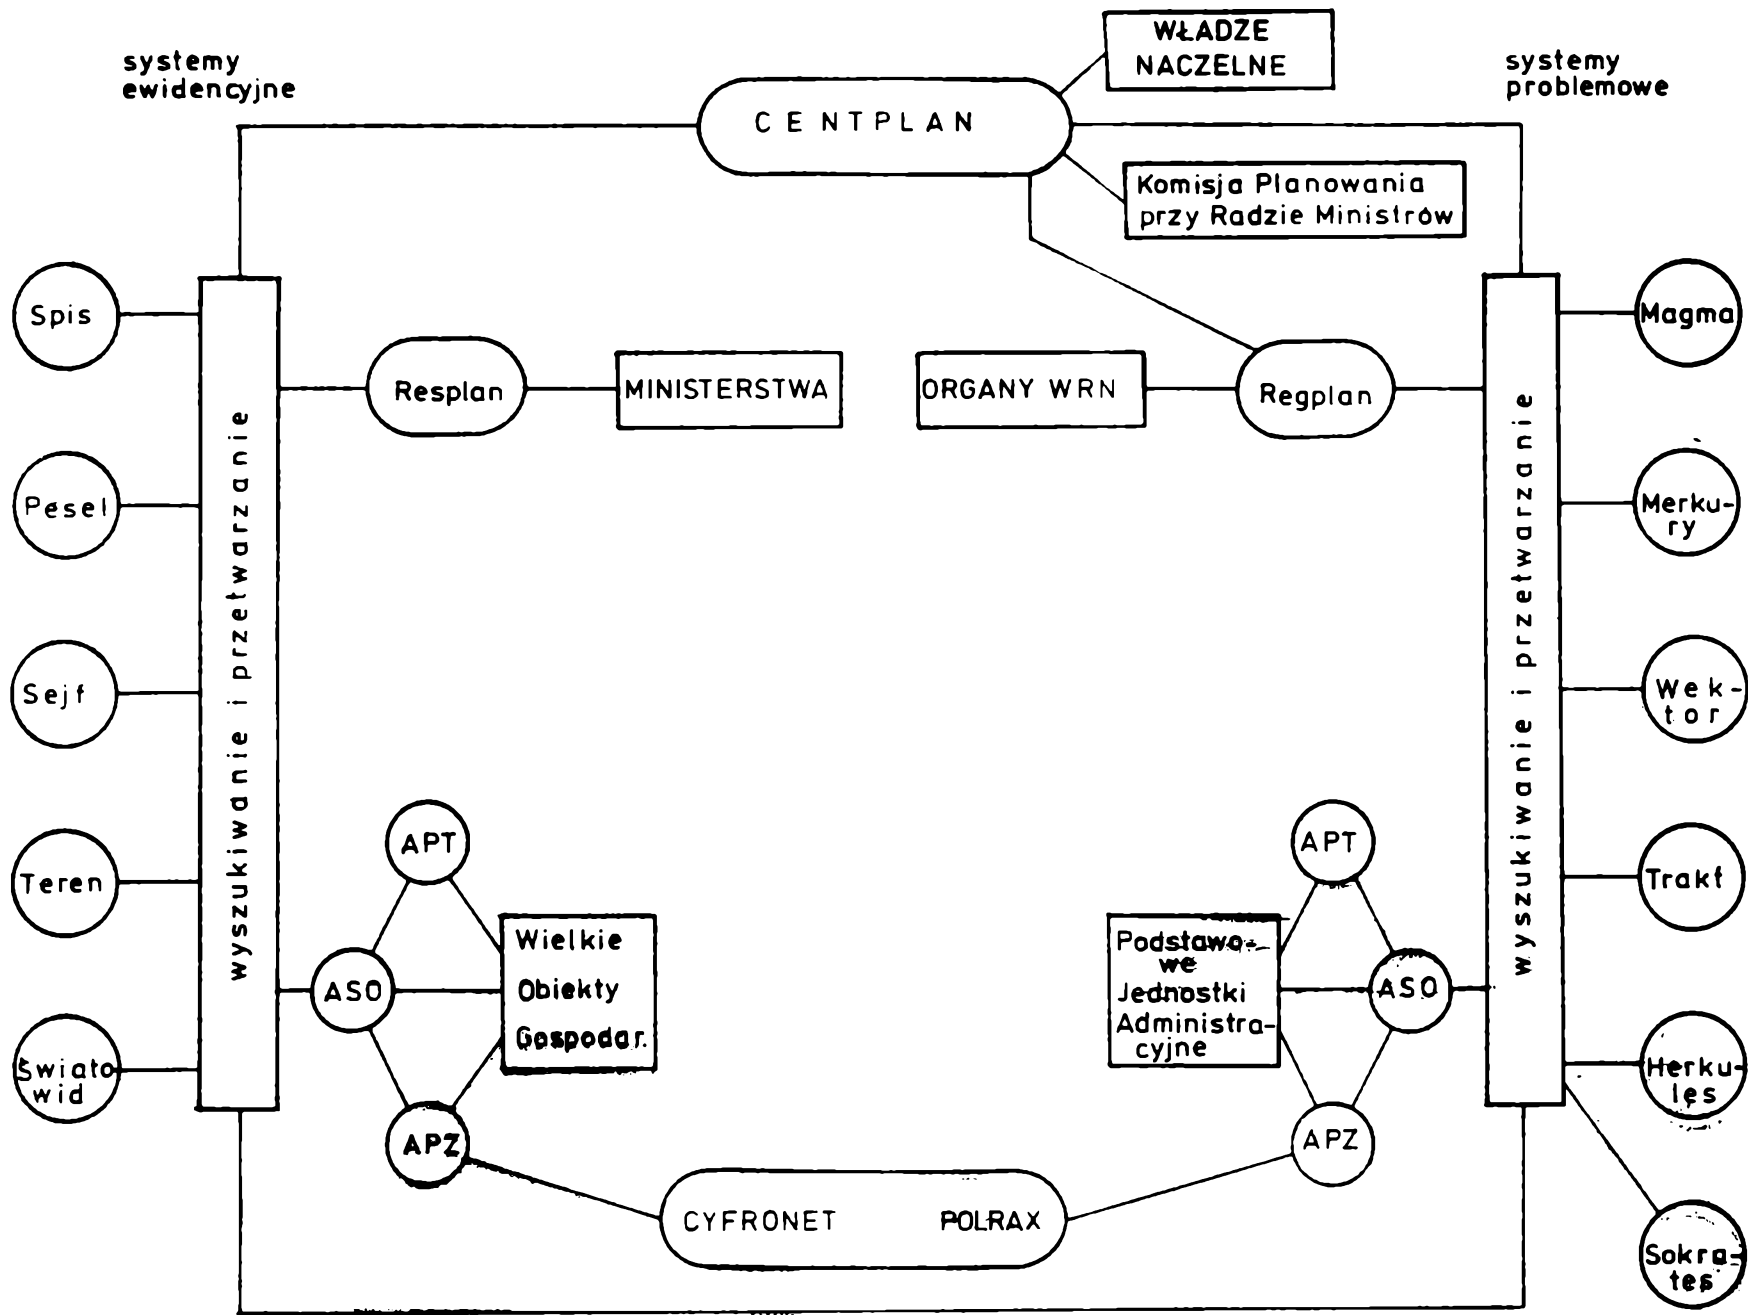 systemy
ewidencyjne
WŁADZE
NACZELNE
systemy
problemowe
CENTPLAN
Komisja Planowania
przy Radzie Ministrów
Spis
Pesel
Sejf
Teren
Świato
wid
wyszukiwanie i przetwarzanie
Resplan
MINISTERSTWA
ORGANY WRN
Regplan
wyszukiwanie i przetwarzanie
Magma
Merku-
ry
Wek-
tor
Trakt
Herku-
les
Sokra-
tes
APT
ASO
APZ
Wielkie
Obiekty
Gospodar.
APT
Podstawo-
we
Jednostki
Administra-
cyjne
ASO
APZ
CYFRONET POLRAX